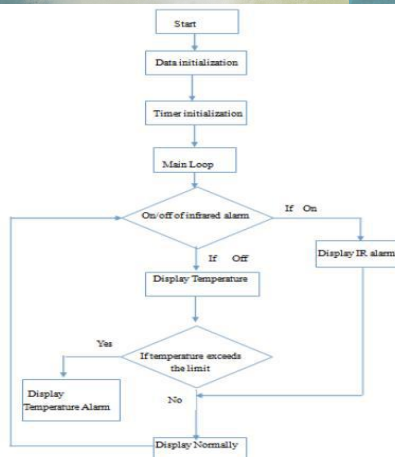 Start
Data initialization
Timer initialization
Main Loop
On/off of infrared alarm
If On
If Off
Display IR alarm
Display Temperature
If temperature exceeds
the limit
Yes
No
Display
Temperature Alarm
Display Normally